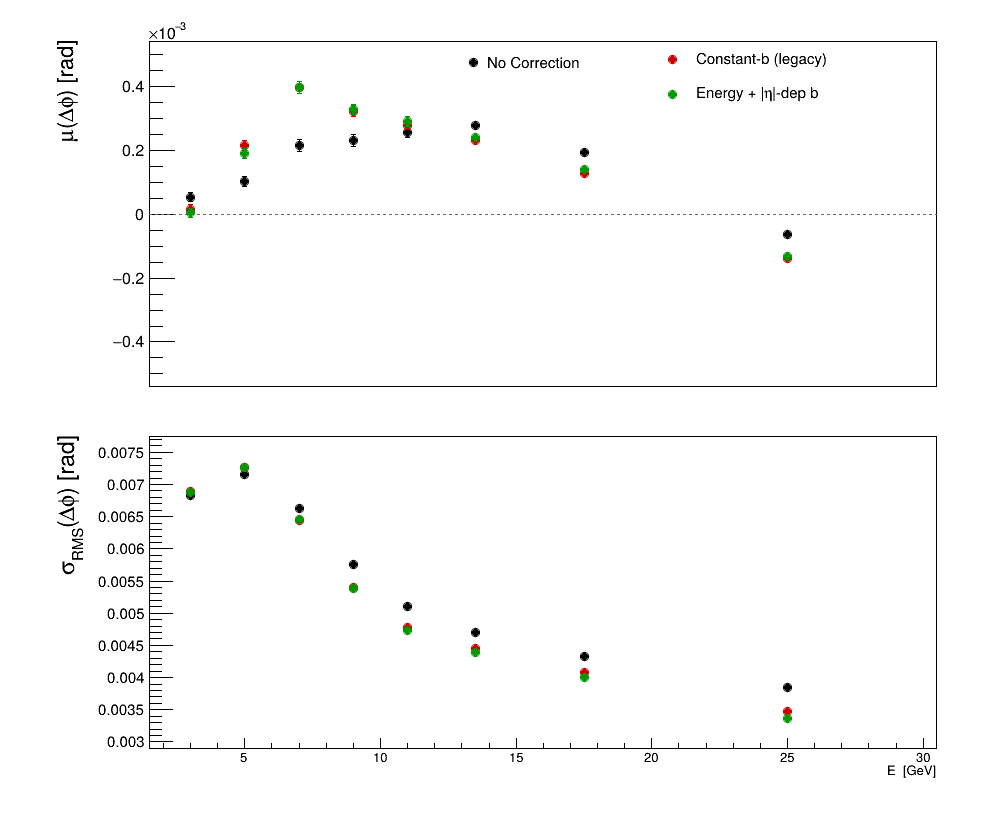 ×10⁻³
μ(Δϕ) [rad]
No Correction
Constant-b (legacy)
Energy + |η|-dep b
0.4
0.2
0
−0.2
−0.4
σRMS(Δϕ) [rad]
0.0075
0.007
0.0065
0.006
0.0055
0.005
0.0045
0.004
0.0035
0.003
5 10 15 20 25 30
E [GeV]